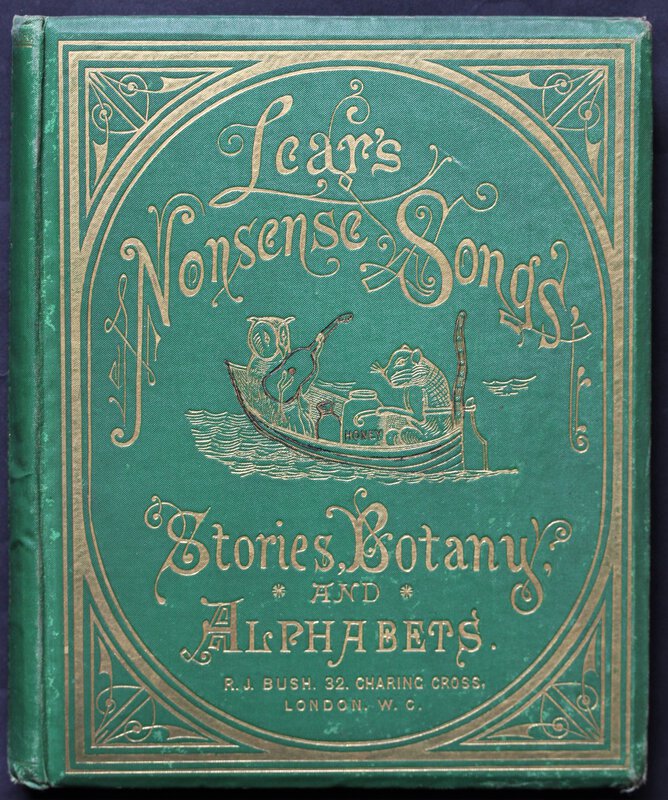 Lear's
Nonsense Songs,
HONEY
Stories, Botany,
AND
ALPHABETS.
R. J. BUSH. 32. CHARING CROSS,
LONDON. W. C.